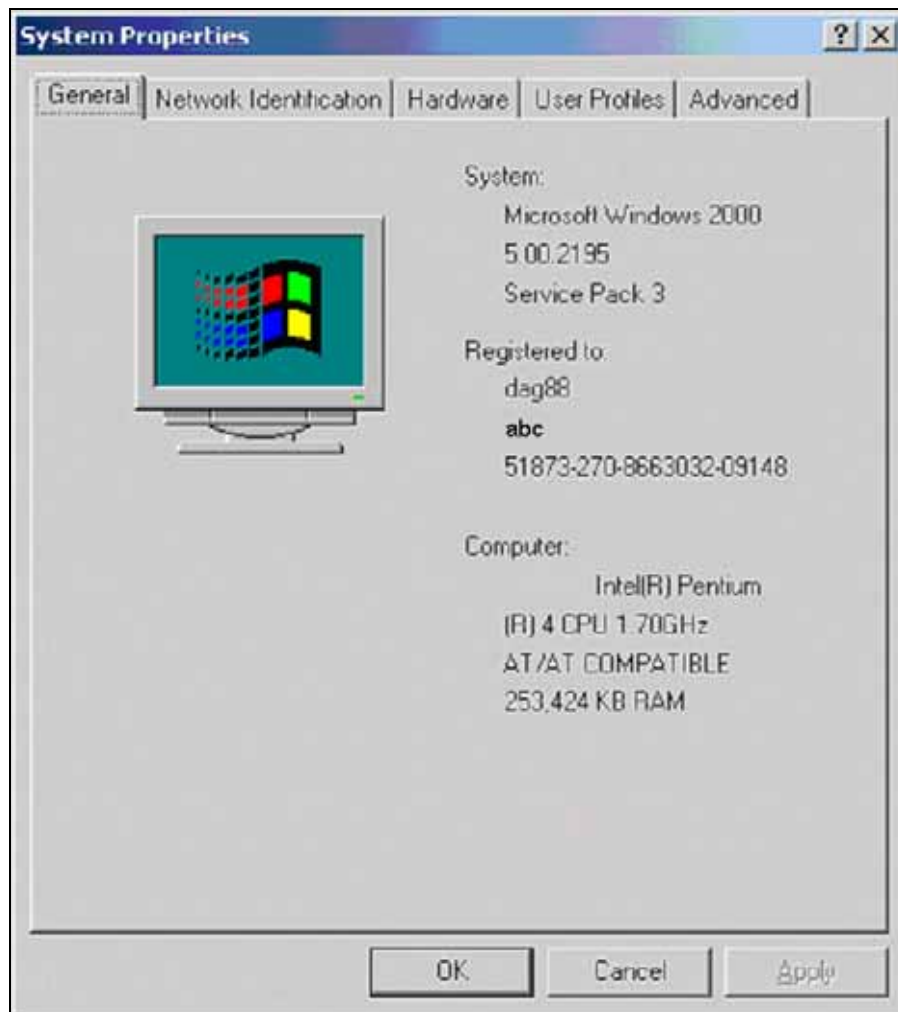 System Properties
General Network Identification Hardware User Profiles Advanced
System:
Microsoft Windows 2000
5.00.2195
Service Pack 3
Registered to:
dag88
abc
51873-270-8663032-09148
Computer:
Intel(R) Pentium
(R) 4 CPU 1.70GHz
AT/AT COMPATIBLE
253,424 KB RAM
OK Cancel Apply